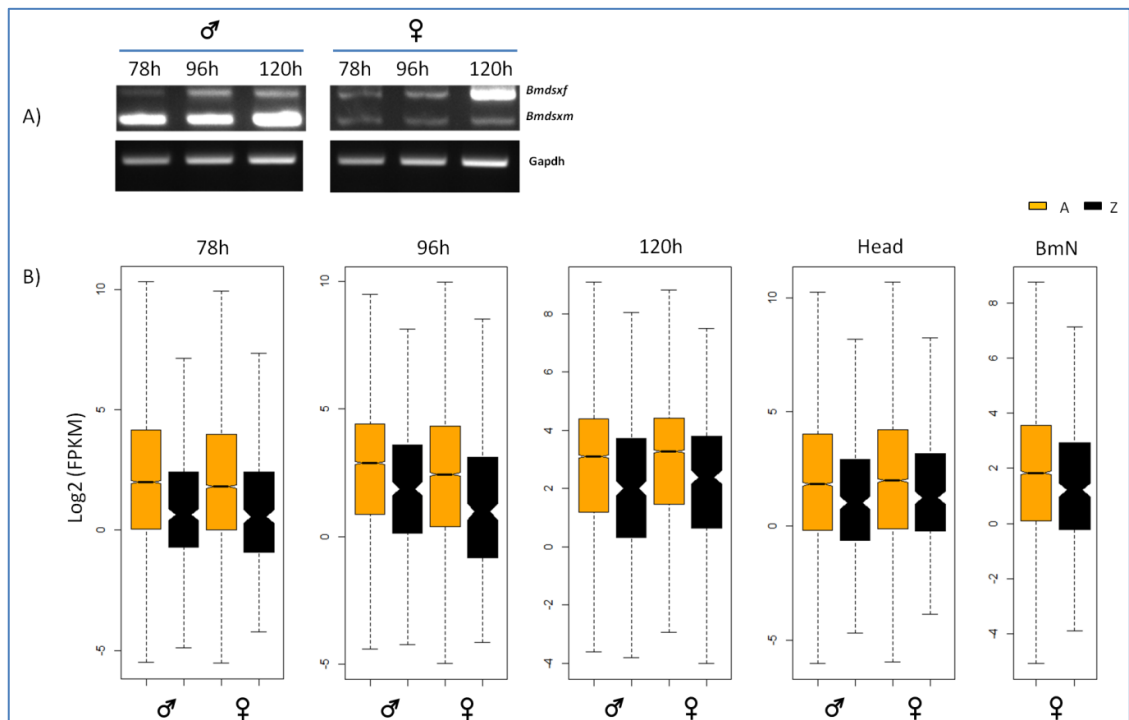 ♂ ♀
78h 96h 120h 78h 96h 120h
A)
Bmdsxf
Bmdsxm
Gapdh
A Z
78h 96h 120h Head BmN
B)
Log2 (FPKM)
10 5 0 -5
10 5 0 -5
8 6 4 2 0 -2 -4
10 5 0 -5
8 6 4 2 0 -2 -4
♂ ♀ ♂ ♀ ♂ ♀ ♂ ♀ ♀